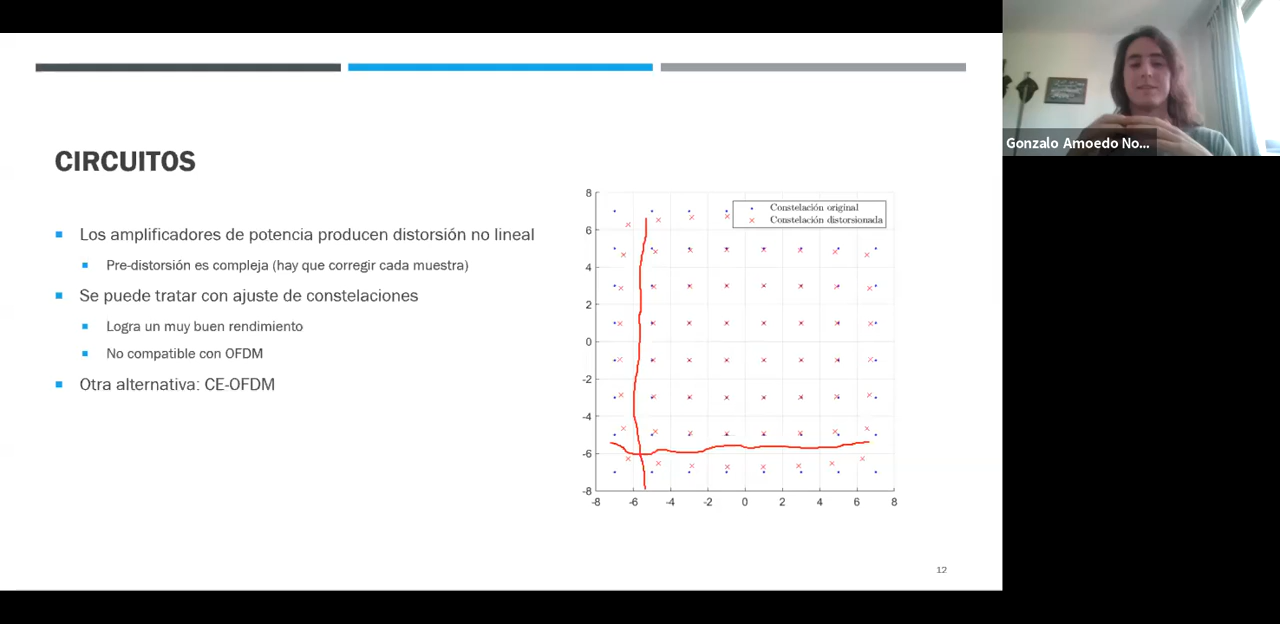 CIRCUITOS
Los amplificadores de potencia producen distorsión no lineal
Pre-distorsión es compleja (hay que corregir cada muestra)
Se puede tratar con ajuste de constelaciones
Logra un muy buen rendimiento
No compatible con OFDM
Otra alternativa: CE-OFDM
Constelación original
Constelación distorsionada
8
6
4
2
0
-2
-4
-6
-8
-8 -6 -4 -2 0 2 4 6 8
12
Gonzalo Amoedo No...